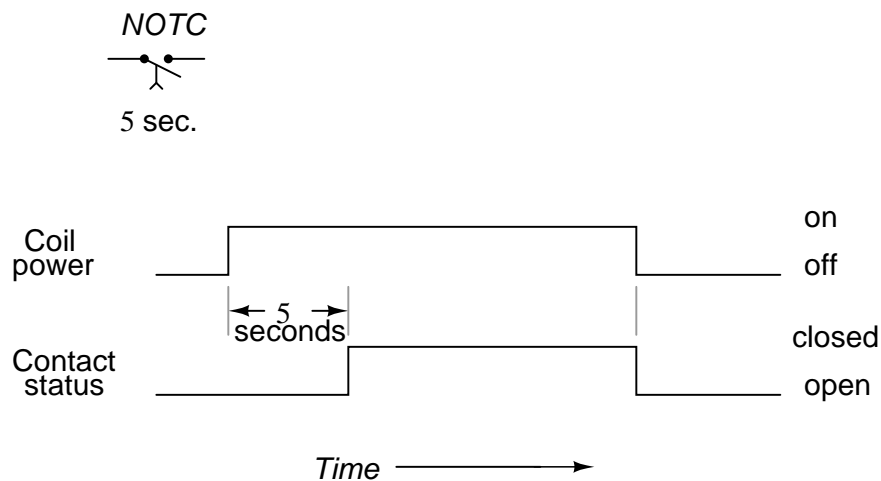 NOTC
5 sec.
on
Coil
power
off
5
seconds
closed
Contact
status
open
Time